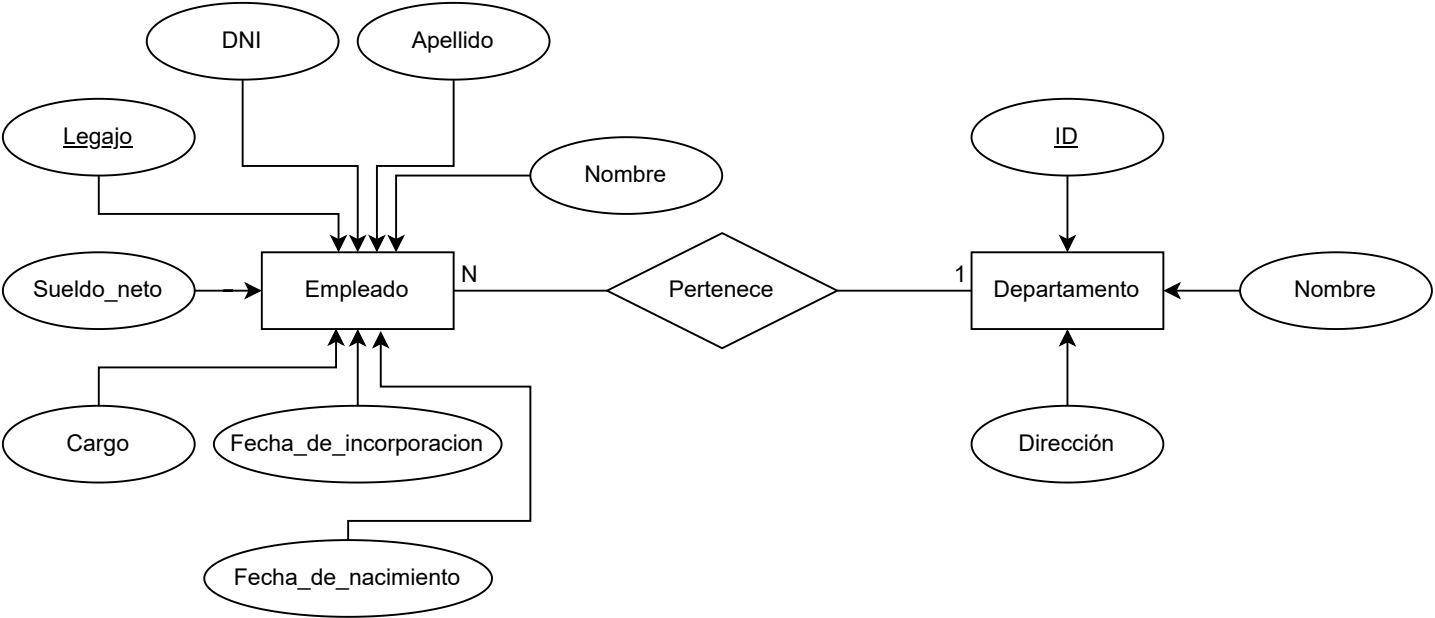 DNI
Apellido
Legajo
ID
Nombre
Sueldo_neto
Empleado
N
Pertenece
1
Departamento
Nombre
Cargo
Fecha_de_incorporacion
Dirección
Fecha_de_nacimiento